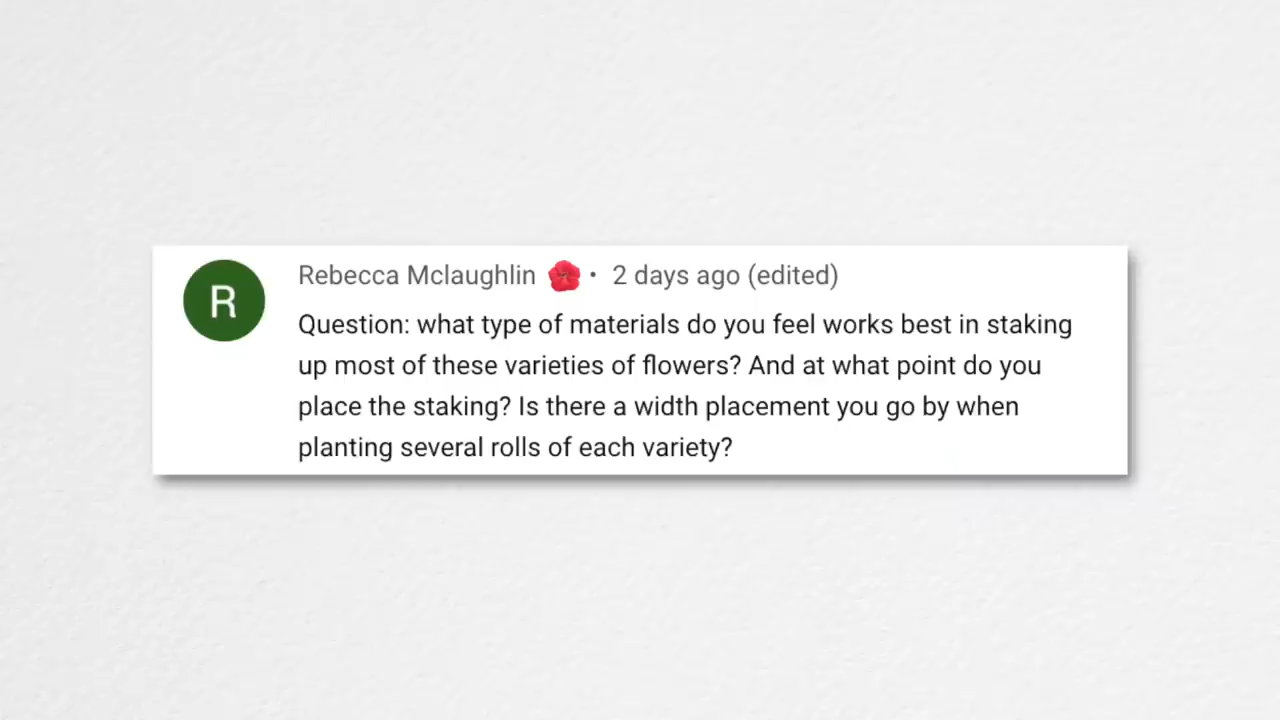 R
Rebecca Mclaughlin • 2 days ago (edited)
Question: what type of materials do you feel works best in staking
up most of these varieties of flowers? And at what point do you
place the staking? Is there a width placement you go by when
planting several rolls of each variety?